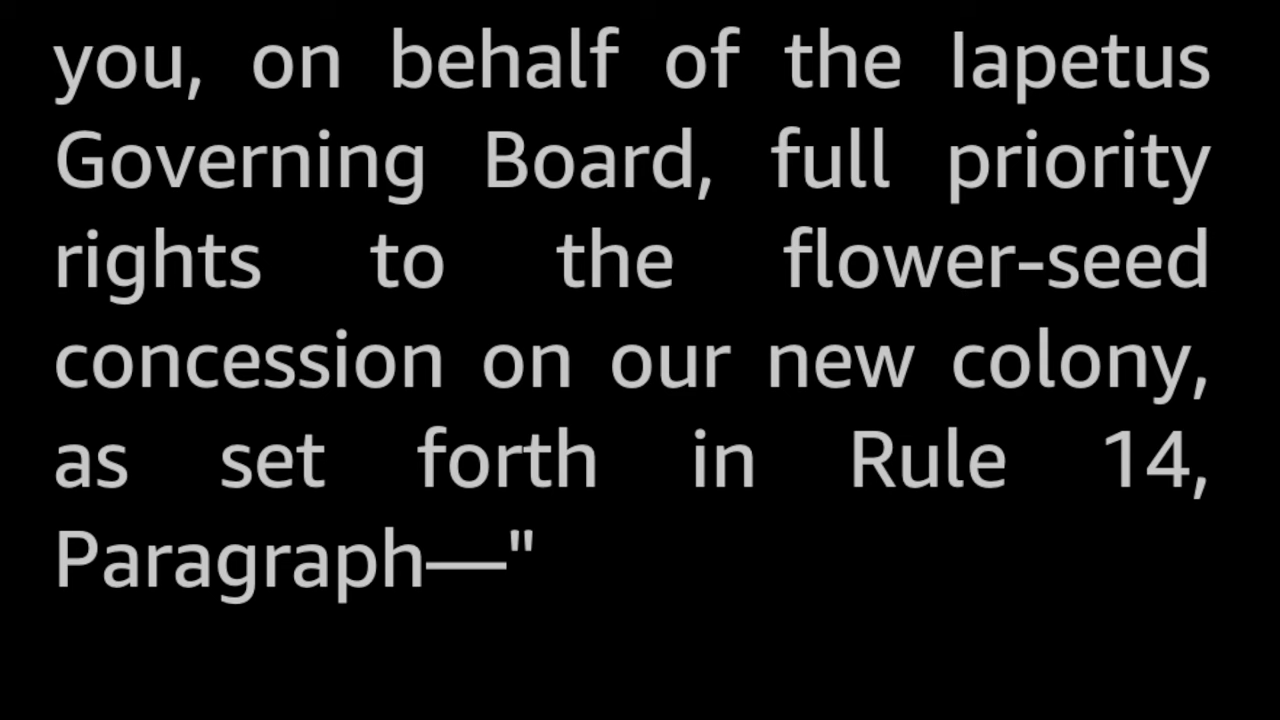 you, on behalf of the Iapetus
Governing Board, full priority
rights to the flower-seed
concession on our new colony,
as set forth in Rule 14,
Paragraph—"